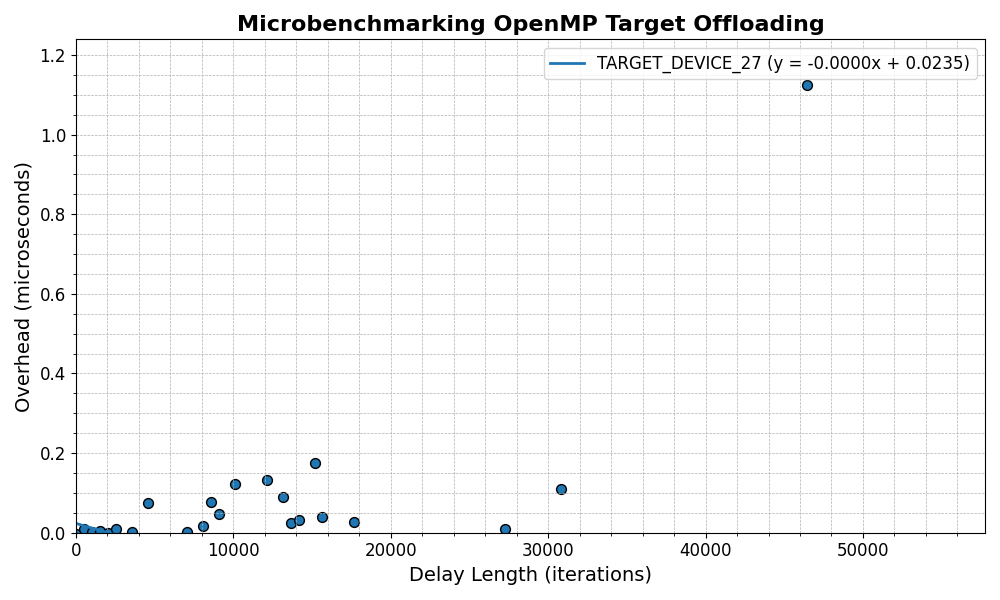 Microbenchmarking OpenMP Target Offloading
TARGET_DEVICE_27 (y = -0.0000x + 0.0235)
Overhead (microseconds)
1.2
1.0
0.8
0.6
0.4
0.2
0.0
0 10000 20000 30000 40000 50000
Delay Length (iterations)